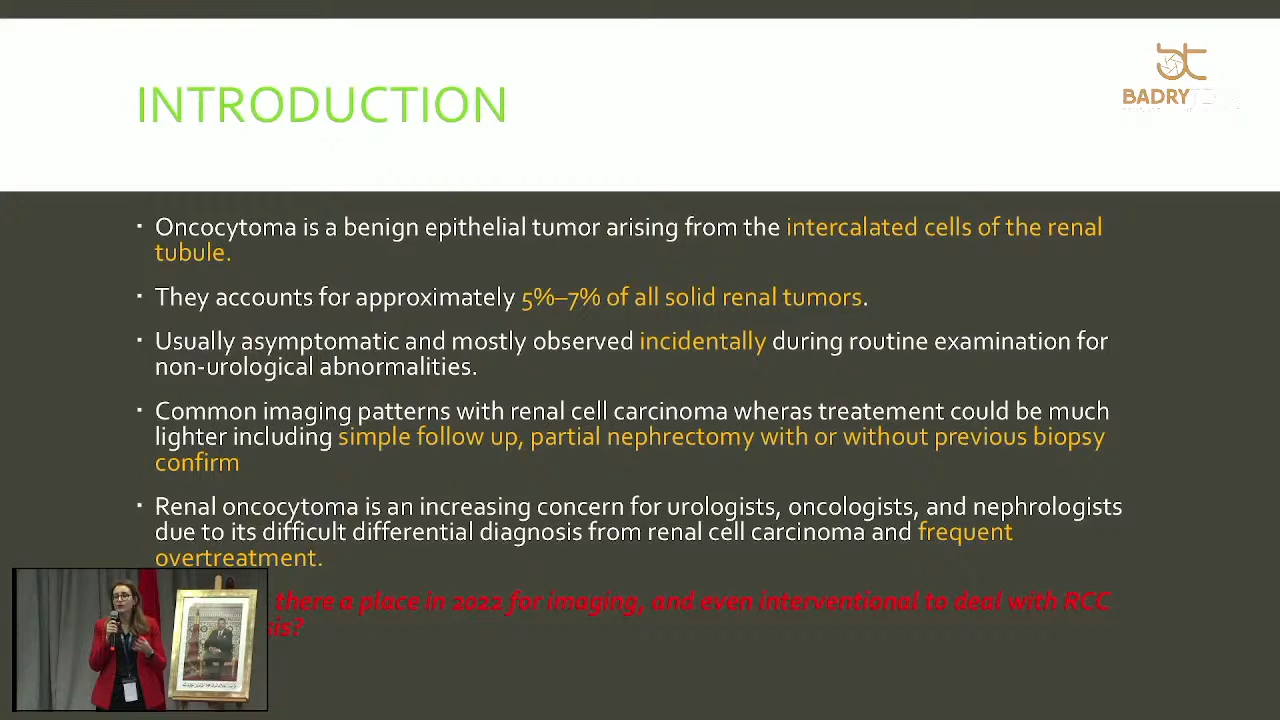 INTRODUCTION
BADRY
▪ Oncocytoma is a benign epithelial tumor arising from the intercalated cells of the renal
tubule.
▪ They accounts for approximately 5%–7% of all solid renal tumors.
▪ Usually asymptomatic and mostly observed incidentally during routine examination for
non-urological abnormalities.
▪ Common imaging patterns with renal cell carcinoma wheras treatement could be much
lighter including simple follow up, partial nephrectomy with or without previous biopsy
confirm
▪ Renal oncocytoma is an increasing concern for urologists, oncologists, and nephrologists
due to its difficult differential diagnosis from renal cell carcinoma and frequent
overtreatment.
there a place in 2022 for imaging, and even interventional to deal with RCC